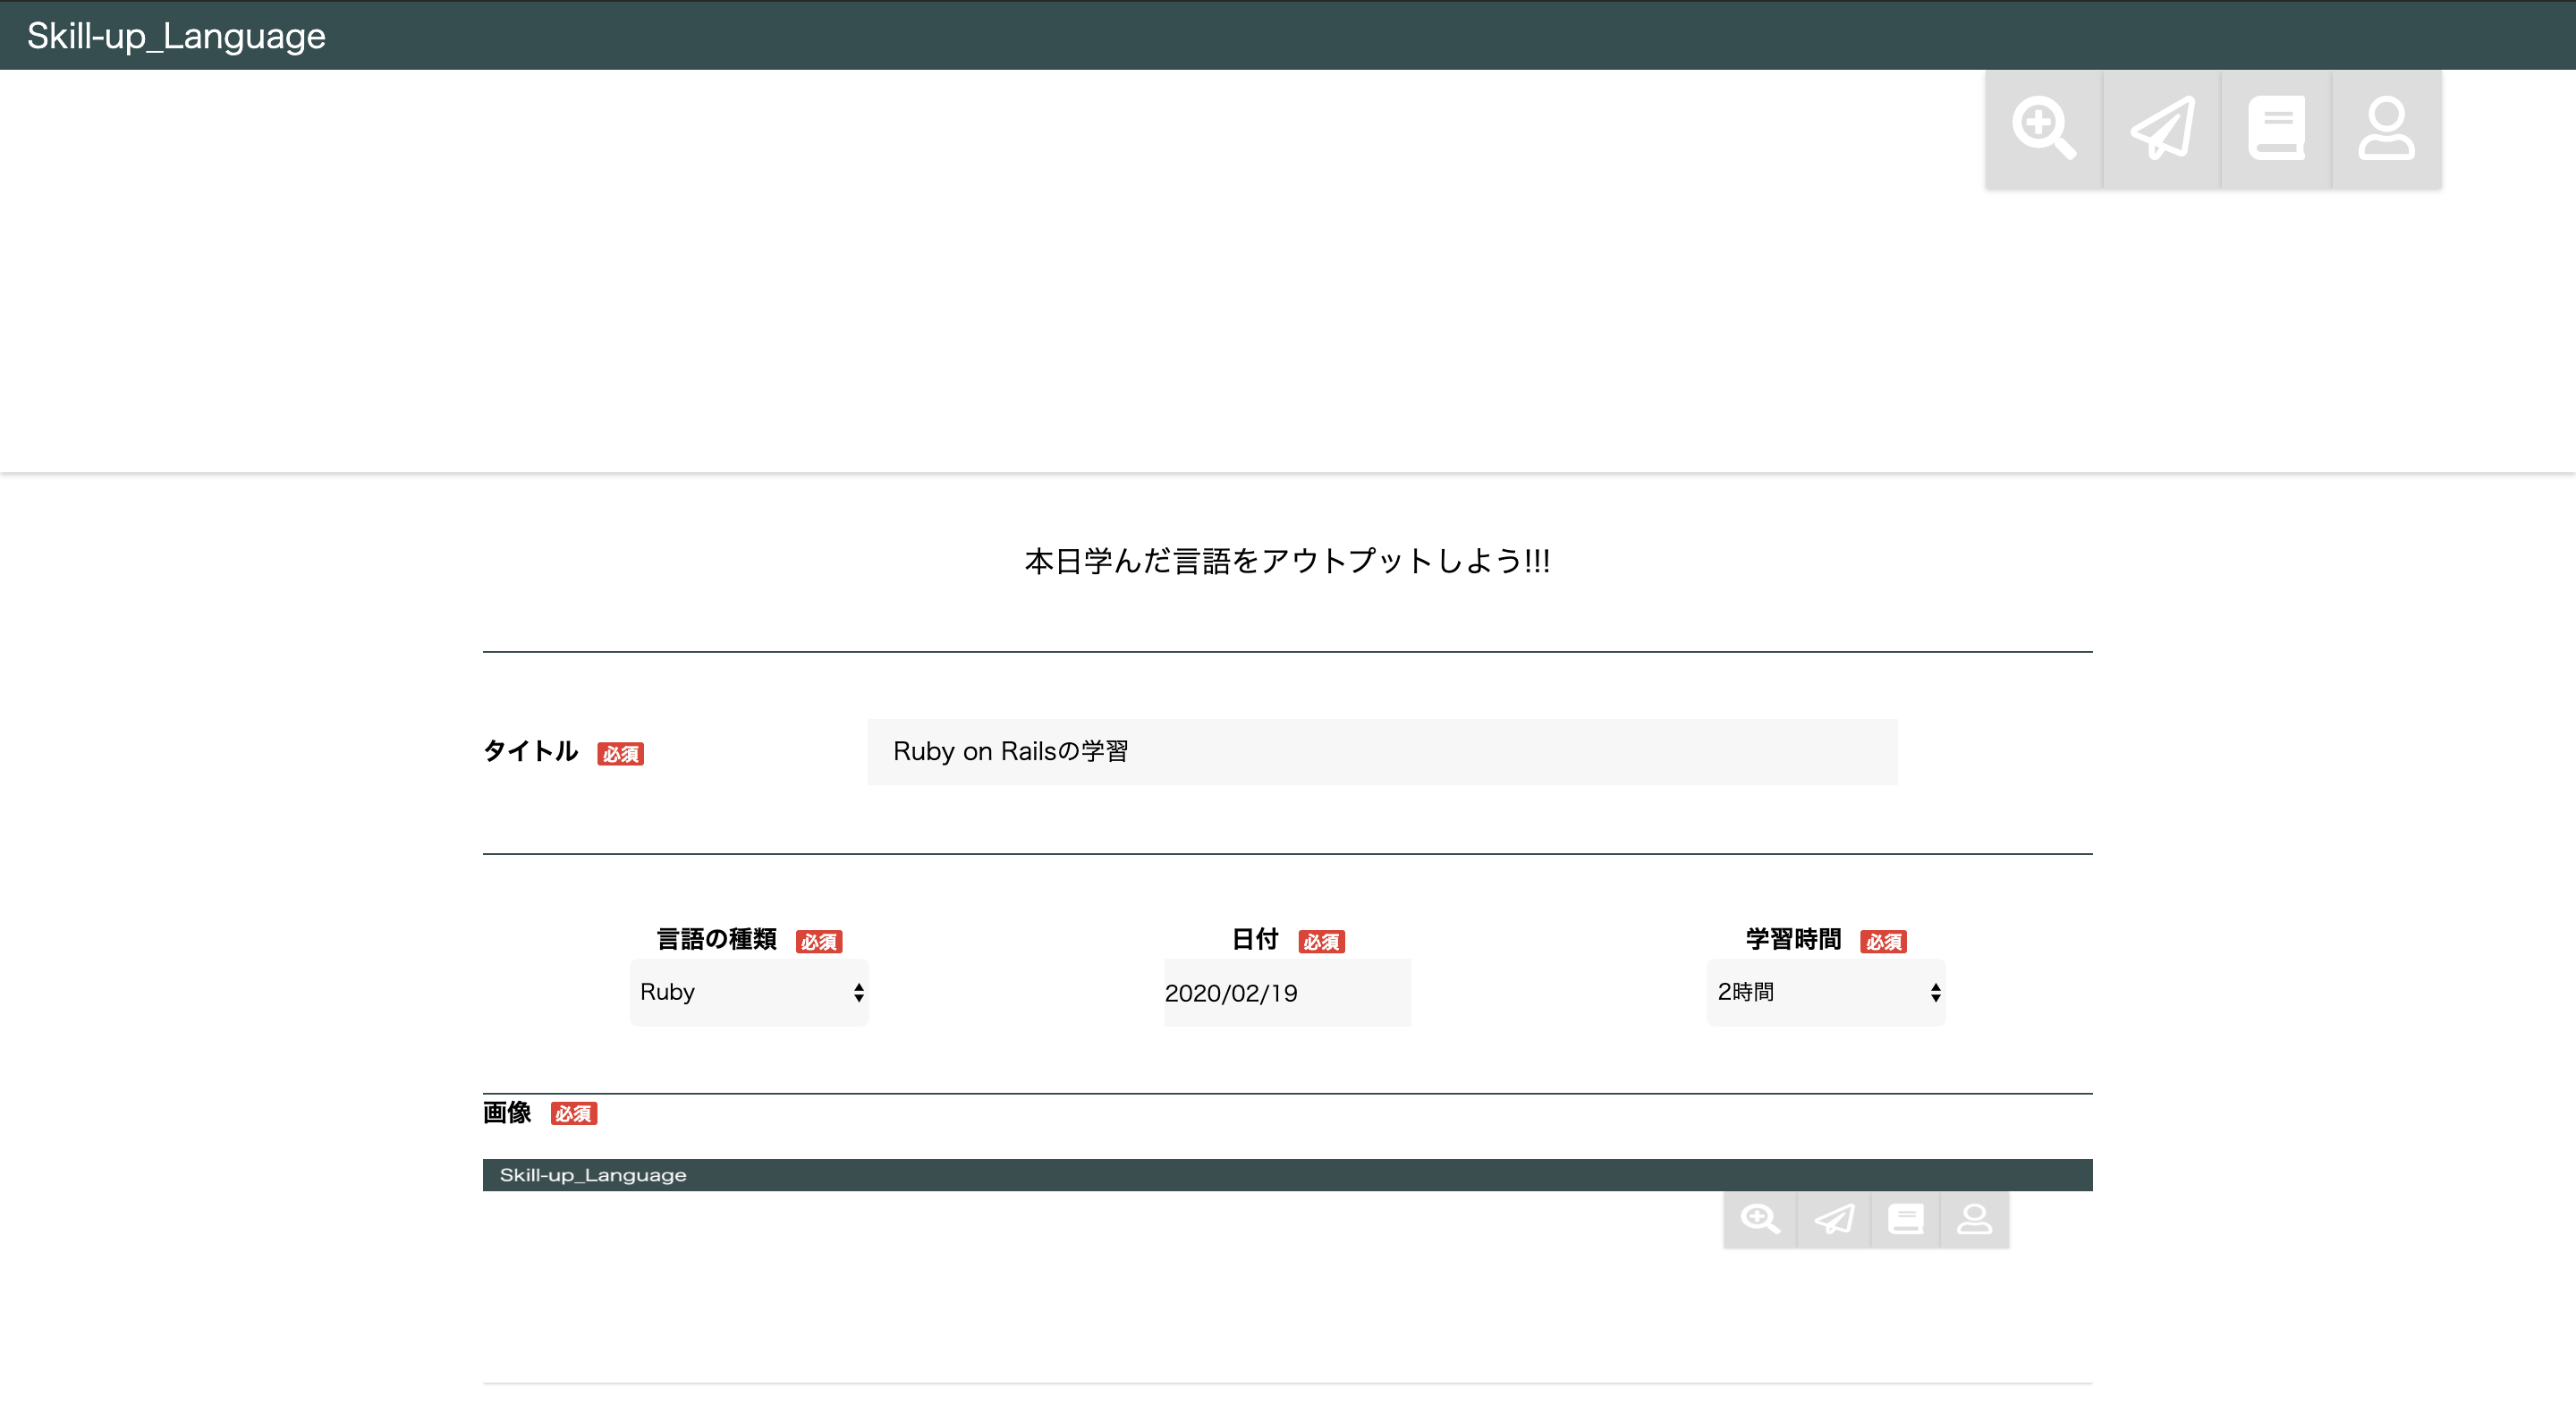 Skill-up_Language
本日学んだ言語をアウトプットしよう!!!
タイトル 必須 Ruby on Railsの学習
言語の種類 必須 日付 必須 学習時間 必須
Ruby 2020/02/19 2時間
画像 必須
Skill-up_Language